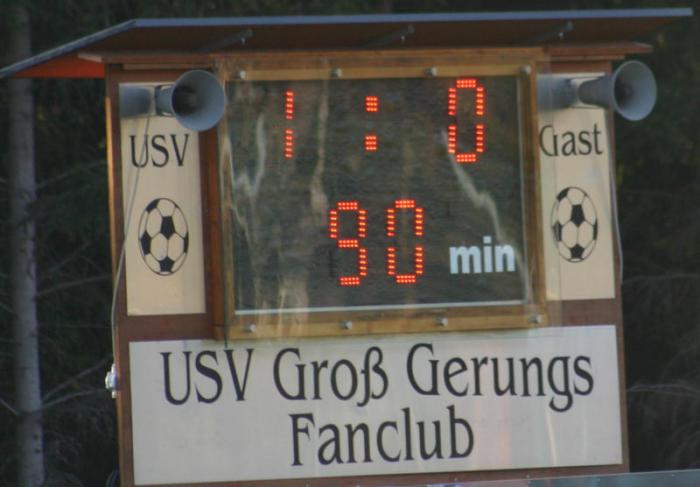 USV
Gast
1 : 0
90 min
USV Groß Gerungs
Fanclub